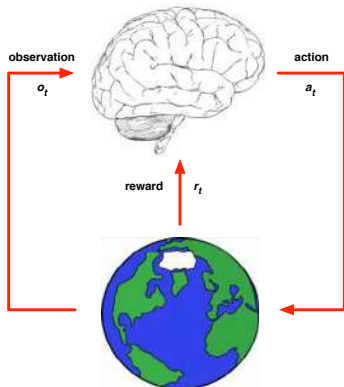 observation
o_t
action
a_t
reward
r_t